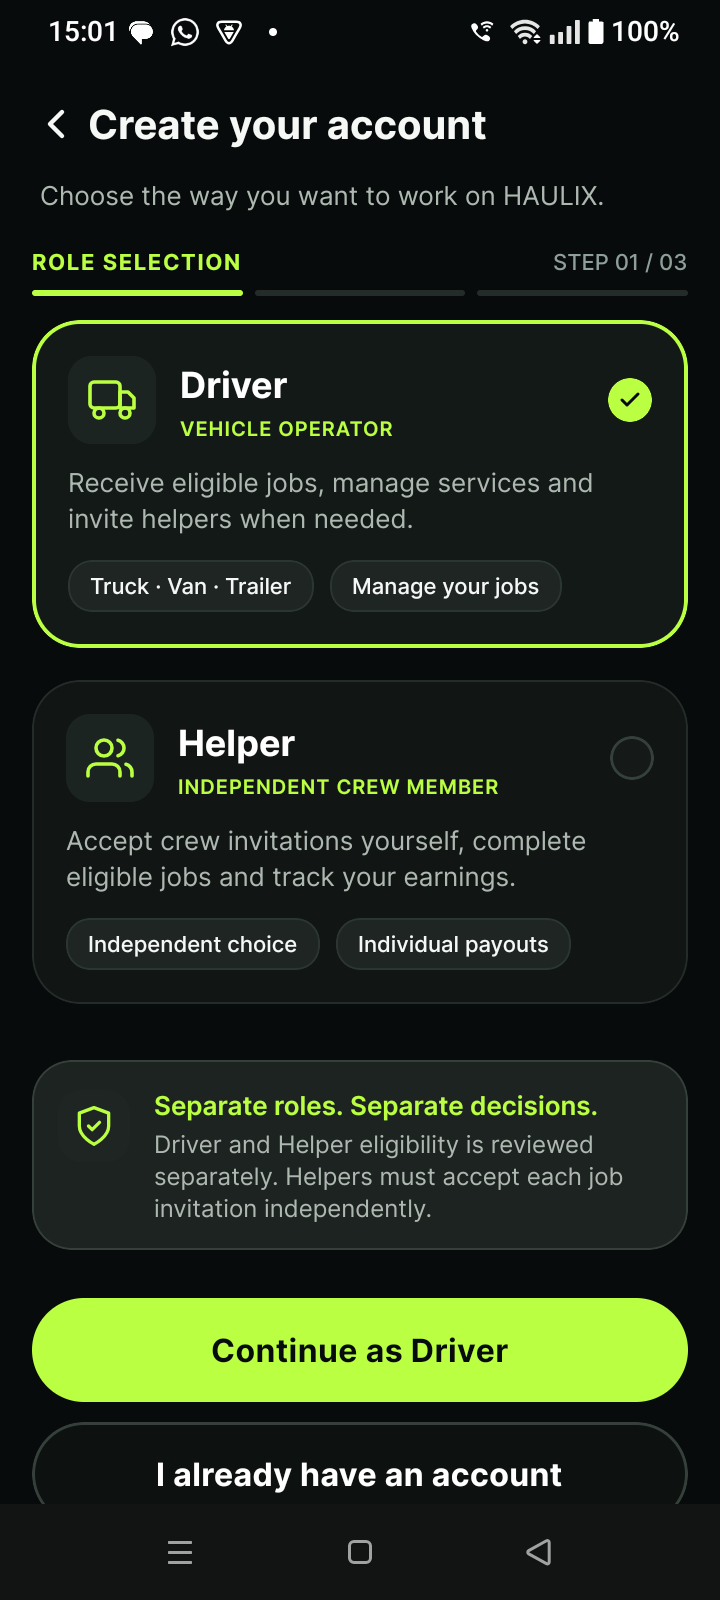 15:01
100%
Create your account
Choose the way you want to work on HAULIX.
ROLE SELECTION
STEP 01 / 03
Driver
VEHICLE OPERATOR
Receive eligible jobs, manage services and
invite helpers when needed.
Truck · Van · Trailer
Manage your jobs
Helper
INDEPENDENT CREW MEMBER
Accept crew invitations yourself, complete
eligible jobs and track your earnings.
Independent choice
Individual payouts
Separate roles. Separate decisions.
Driver and Helper eligibility is reviewed
separately. Helpers must accept each job
invitation independently.
Continue as Driver
I already have an account